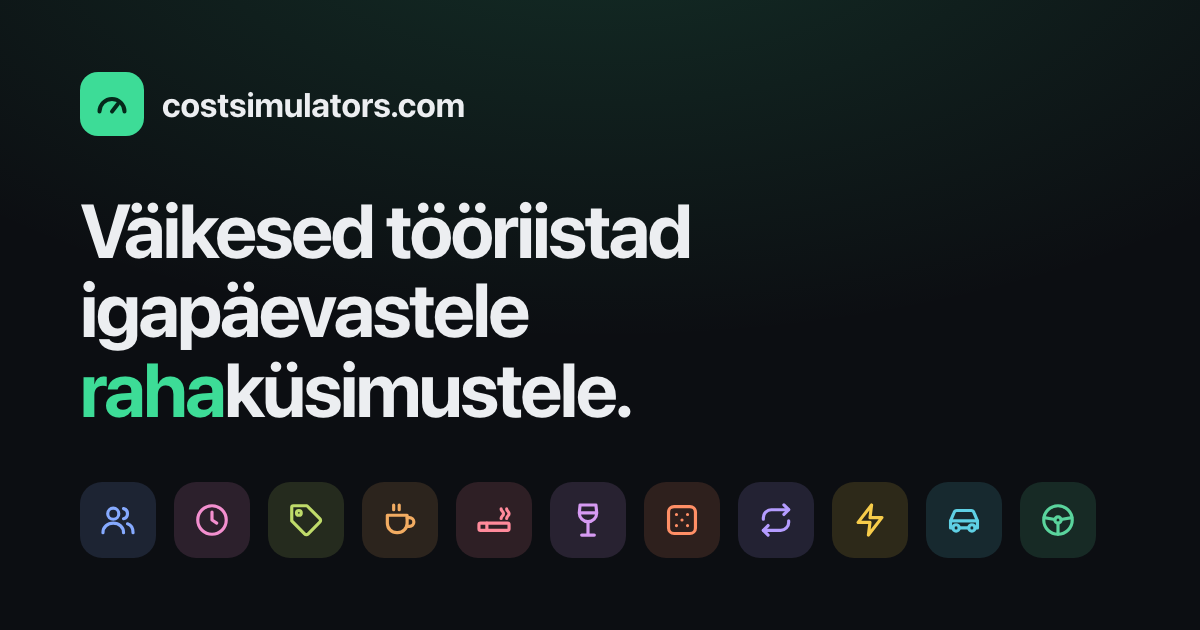 costsimulators.com
Väikesed tööriistad
igapäevastele
rahaküsimustele.